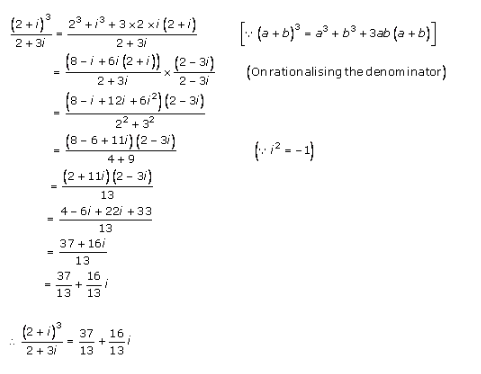 (2+i)³/(2+3i) = (2³+i³+3×2×i(2+i))/(2+3i) [∵ (a+b)³ = a³+b³+3ab(a+b)]
= ((8−i+6i(2+i))/(2+3i) × (2−3i)/(2−3i) (On rationalising the denominator)
= ((8−i+12i+6i²)(2−3i))/(2²+3²)
= ((8−6+11i)(2−3i))/(4+9) (∵ i²=−1)
= ((2+11i)(2−3i))/13
= (4−6i+22i+33)/13
= (37+16i)/13
= 37/13 + 16/13 i
∴ (2+i)³/(2+3i) = 37/13 + 16/13 i